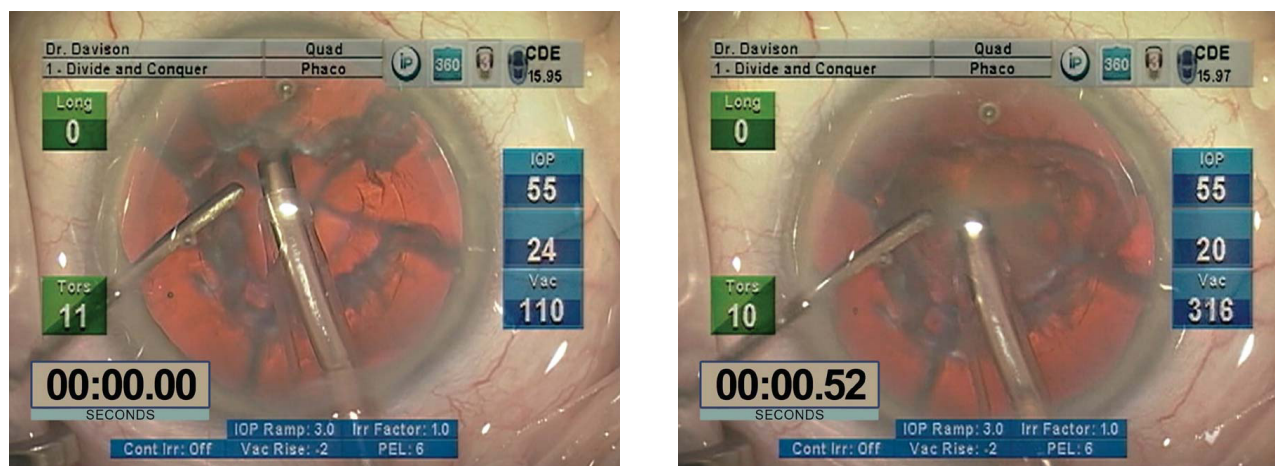 Dr. Davison Quad
1 - Divide and Conquer Phaco
iP 360 3 CDE
15.95
Long
0
IOP
55
24
Vac
110
Tors
11
00:00.00
SECONDS
IOP Ramp: 3.0 Irr Factor: 1.0
Cont Irr: Off Vac Rise: -2 PEL: 6
Dr. Davison Quad
1 - Divide and Conquer Phaco
iP 360 3 CDE
15.97
Long
0
IOP
55
20
Vac
316
Tors
10
00:00.52
SECONDS
IOP Ramp: 3.0 Irr Factor: 1.0
Cont Irr: Off Vac Rise: -2 PEL: 6